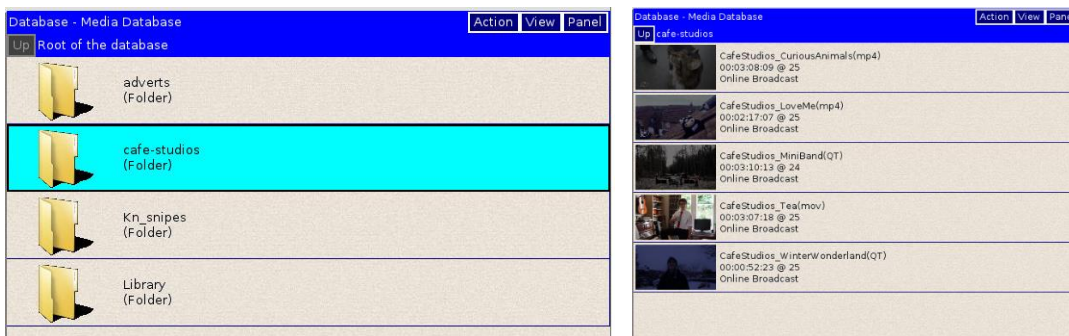 Database - Media Database
Action View Panel
Up Root of the database
adverts
(Folder)
cafe-studios
(Folder)
Kn_snipes
(Folder)
Library
(Folder)
Database - Media Database
Action View Pane
Up cafe-studios
CafeStudios_CuriousAnimals(mp4)
00:03:08:09 @ 25
Online Broadcast
CafeStudios_LoveMe(mp4)
00:02:17:07 @ 25
Online Broadcast
CafeStudios_MiniBand(QT)
00:03:10:13 @ 24
Online Broadcast
CafeStudios_Tea(mov)
00:03:07:18 @ 25
Online Broadcast
CafeStudios_WinterWonderland(QT)
00:00:52:23 @ 25
Online Broadcast